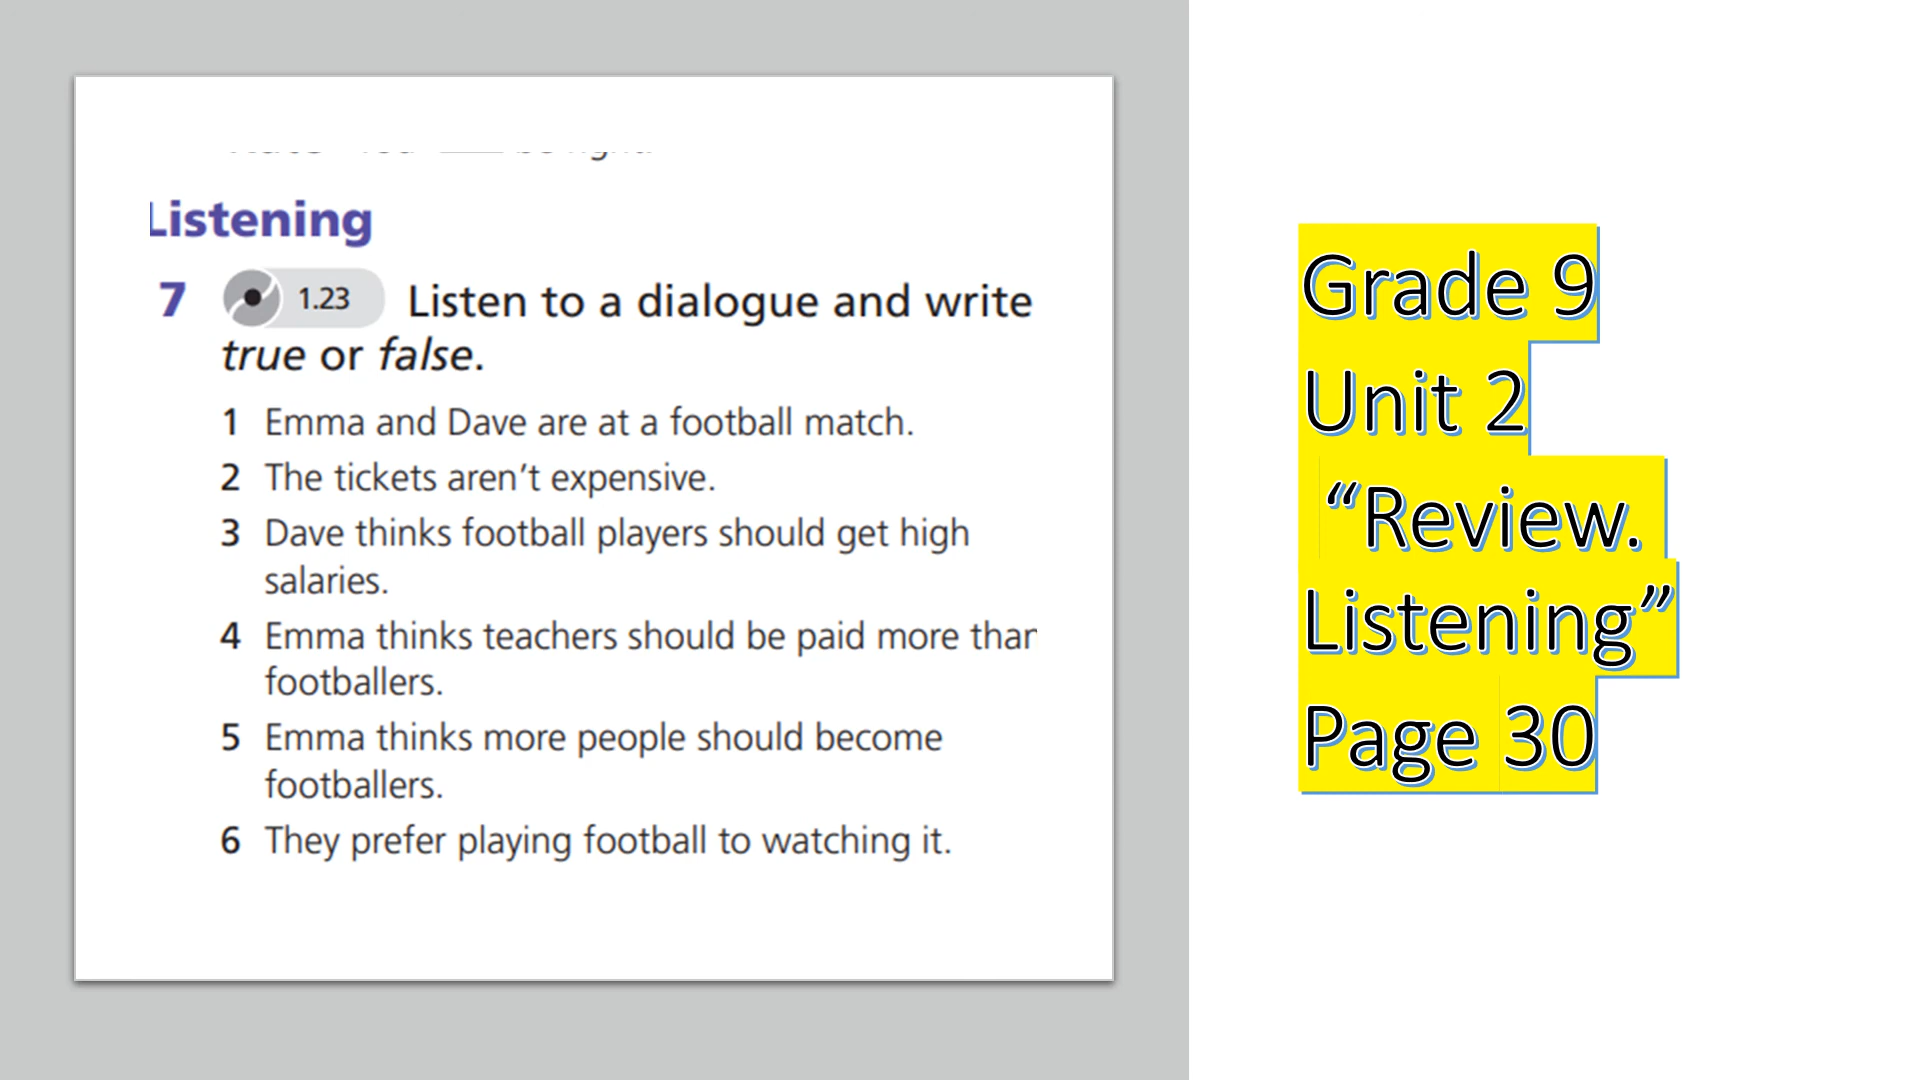 Listening
7 1.23 Listen to a dialogue and write
true or false.
1 Emma and Dave are at a football match.
2 The tickets aren’t expensive.
3 Dave thinks football players should get high
salaries.
4 Emma thinks teachers should be paid more than
footballers.
5 Emma thinks more people should become
footballers.
6 They prefer playing football to watching it.
Grade 9
Unit 2
“Review.
Listening”
Page 30